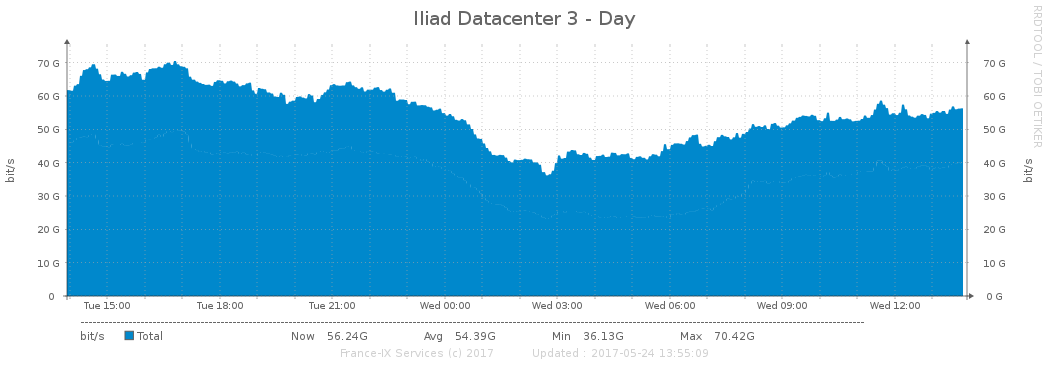 Iliad Datacenter 3 - Day
RRDTOOL / TOBI OETIKER
bit/s
70 G
60 G
50 G
40 G
30 G
20 G
10 G
0
70 G
60 G
50 G
40 G
30 G
20 G
10 G
0 G
bit/s
Tue 15:00 Tue 18:00 Tue 21:00 Wed 00:00 Wed 03:00 Wed 06:00 Wed 09:00 Wed 12:00
bit/s Total Now 56.24G Avg 54.39G Min 36.13G Max 70.42G
France-IX Services (c) 2017 Updated : 2017-05-24 13:55:09